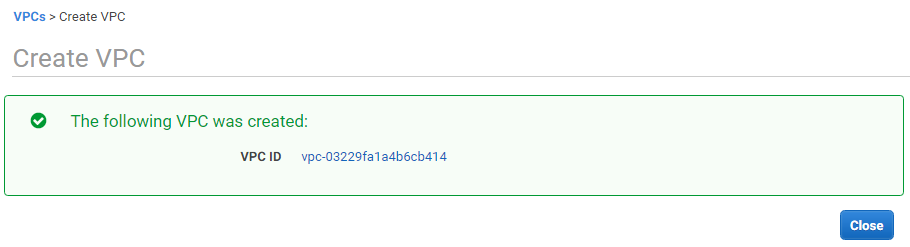 VPCs > Create VPC
Create VPC
The following VPC was created:
VPC ID vpc-03229fa1a4b6cb414
Close